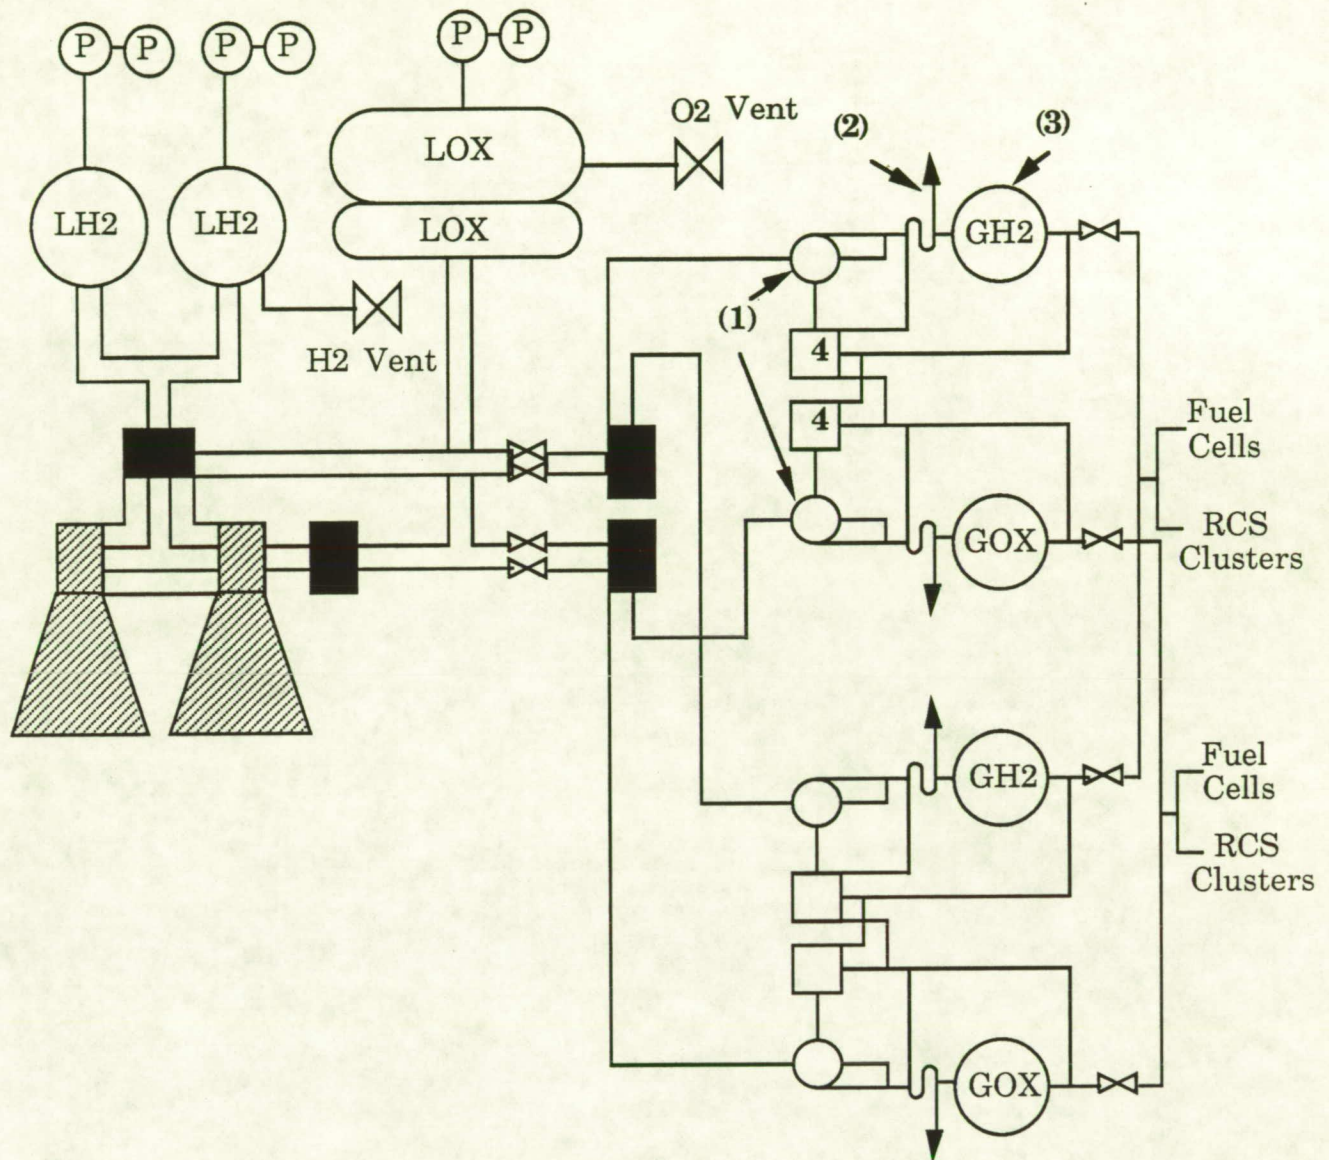 P P P P P P
O2 Vent
(2)
(3)
LOX
LH2 LH2 LOX
GH2
(1)
H2 Vent
4
4
Fuel
Cells
GOX
RCS
Clusters
GH2
Fuel
Cells
RCS
Clusters
GOX